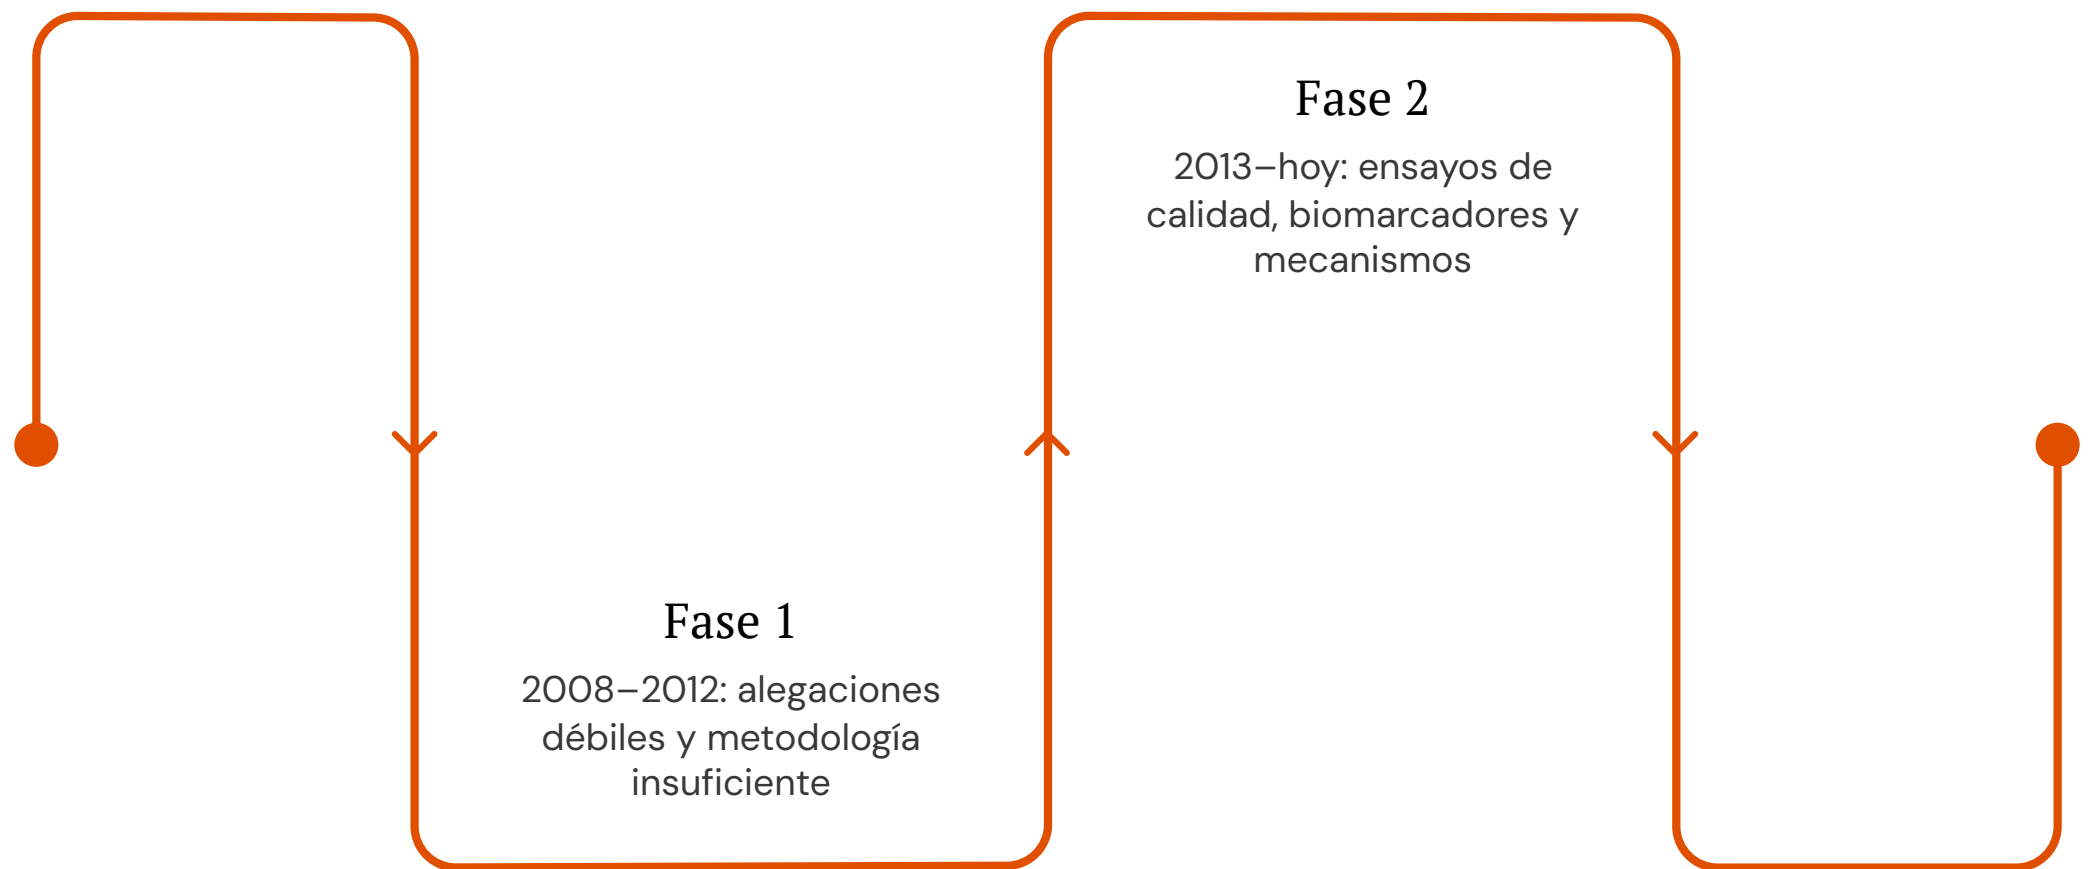 Fase 1
2008–2012: alegaciones
débiles y metodología
insuficiente
Fase 2
2013–hoy: ensayos de
calidad, biomarcadores y
mecanismos